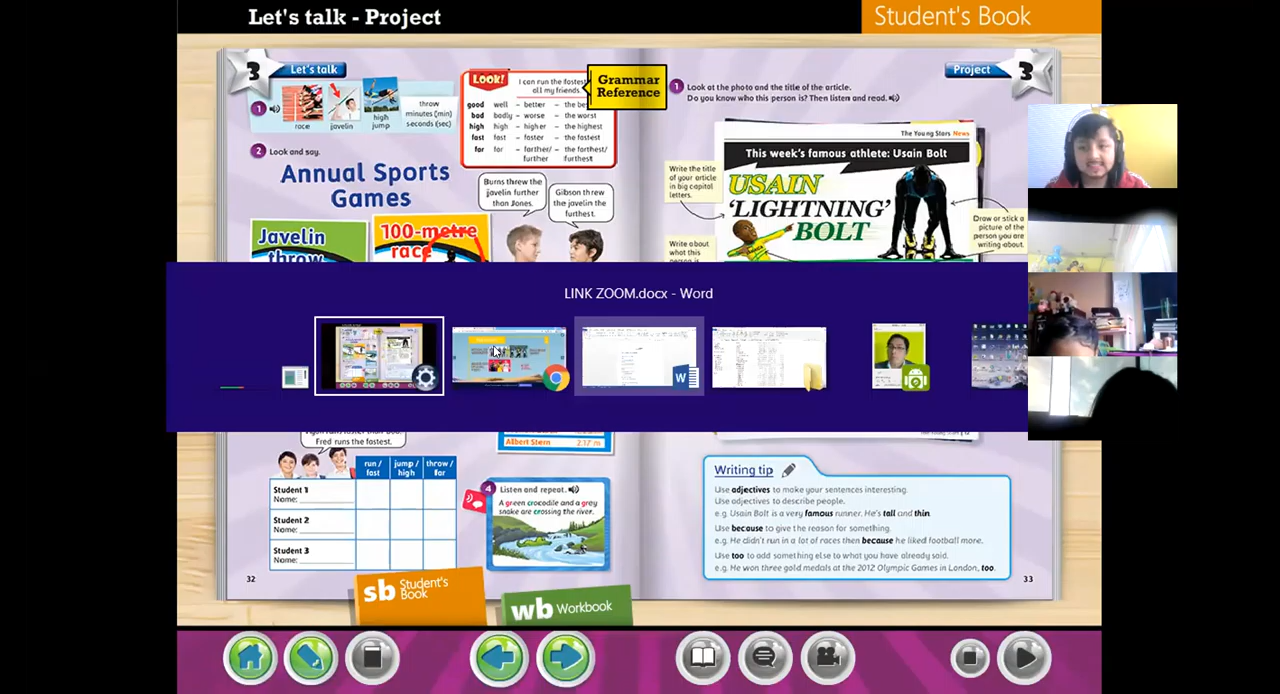 Let's talk - Project
Student's Book
3
Let's talk
1
race
javelin
high
jump
throw
minutes (min)
seconds (sec)
LOOK!
I can run the fastest
all my friends.
good well - better - the best
bad badly - worse - the worst
high high - higher - the highest
fast fast - faster - the fastest
far far - farther/ - the farthest/
further furthest
Grammar
Reference
2 Look and say.
Annual Sports
Games
Javelin
throw
100-metre
race
Burns threw the
javelin further
than Jones.
Gibson threw
the javelin the
furthest.
Fred runs the fastest.
Albert Stern 2.17 m
run /
fast
jump /
high
throw /
far
Student 1
Name:
Student 2
Name:
Student 3
Name:
4 Listen and repeat.
A green crocodile and a grey
snake are crossing the river.
32
Project
3
1 Look at the photo and the title of the article.
Do you know who this person is? Then listen and read.
The Young Stars News
This week's famous athlete: Usain Bolt
Write the title
of your article
in big capital
letters.
USAIN
'LIGHTNING'
BOLT
Draw or stick a
picture of the
person you are
writing about.
Write about
what this
person is
LINK ZOOM.docx - Word
Writing tip
Use adjectives to make your sentences interesting.
Use adjectives to describe people.
e.g. Usain Bolt is a very famous runner. He's tall and thin.
Use because to give the reason for something.
e.g. He didn't run in a lot of races then because he liked football more.
Use too to add something else to what you have already said.
e.g. He won three gold medals at the 2012 Olympic Games in London, too.
33
sb Student's
Book
wb Workbook